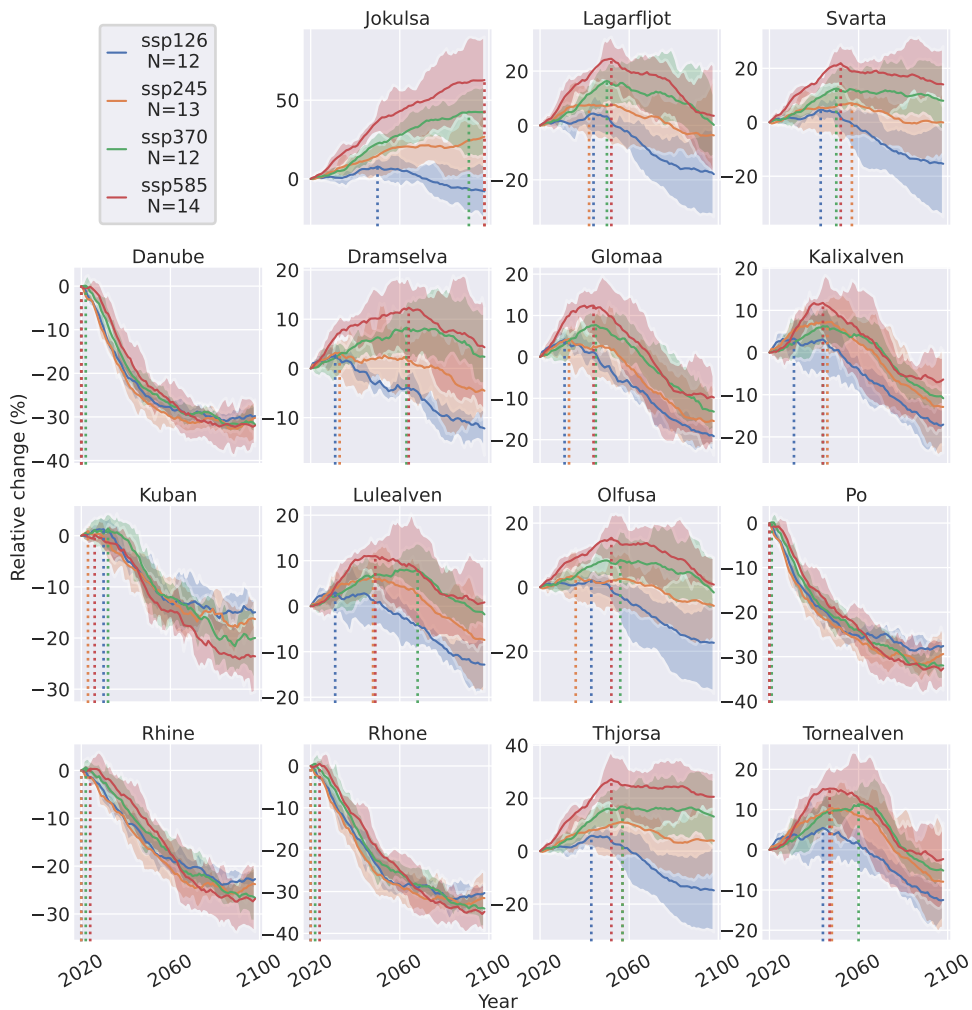 ssp126
N=12
ssp245
N=13
ssp370
N=12
ssp585
N=14
Jokulsa
50
0
Lagarfljot
20
0
−20
Svarta
20
0
−20
Danube
0
−10
−20
−30
−40
Dramselva
20
10
0
−10
Glomaa
20
10
0
−10
−20
Kalixalven
20
10
0
−10
−20
Kuban
0
−10
−20
−30
Lulealven
20
10
0
−10
−20
Olfusa
20
0
−20
Po
0
−10
−20
−30
−40
Rhine
0
−10
−20
−30
Rhone
0
−10
−20
−30
−40
Thjorsa
40
20
0
−20
Tornealven
20
10
0
−10
−20
2020
2060
2100
2020
2060
2100
2020
2060
2100
2020
2060
2100
Relative change (%)
Year